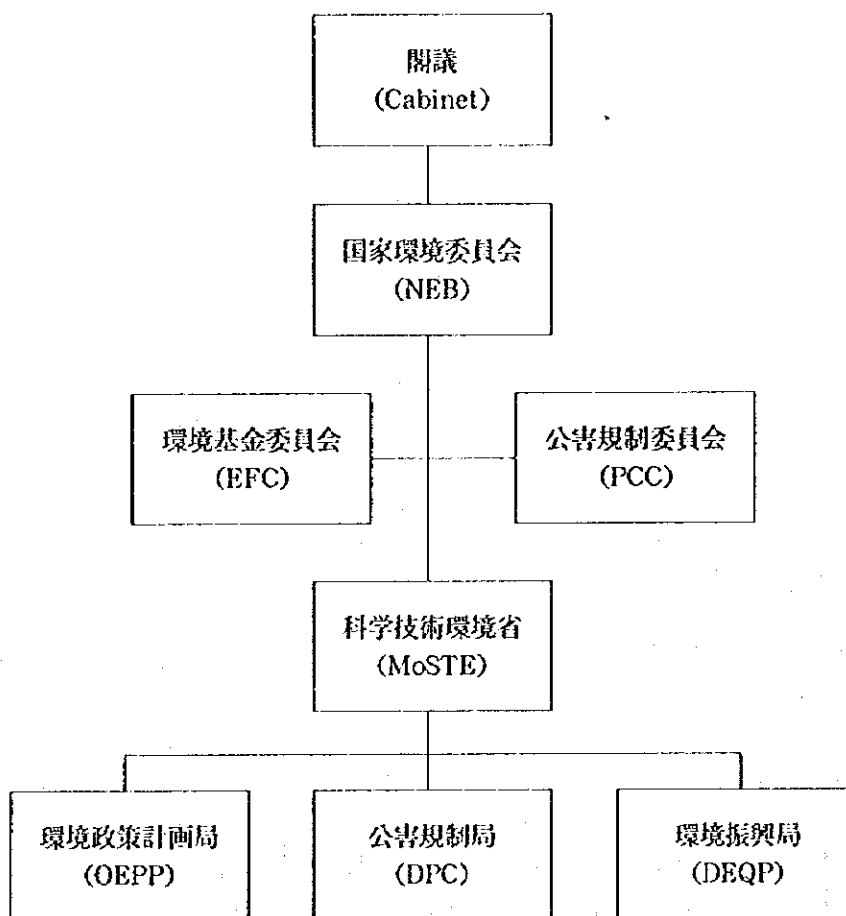 閣議
(Cabinet)
国家環境委員会
(NEB)
環境基金委員会
(EFC)
公害規制委員会
(PCC)
科学技術環境省
(MoSTE)
環境政策計画局
(OEPP)
公害規制局
(DPC)
環境振興局
(DEQP)